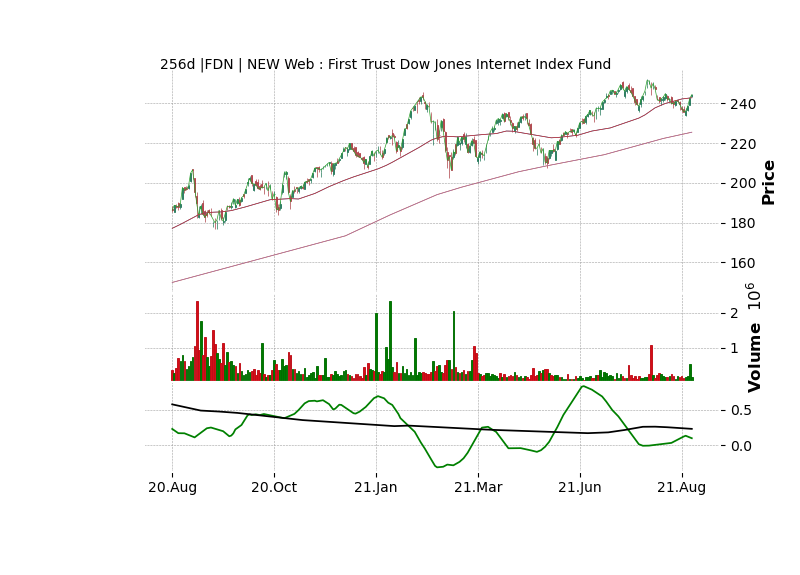 256d |FDN | NEW Web : First Trust Dow Jones Internet Index Fund
240
220
200
180
160
Price
2
1
Volume 10^6
0.5
0.0
20.Aug 20.Oct 21.Jan 21.Mar 21.Jun 21.Aug